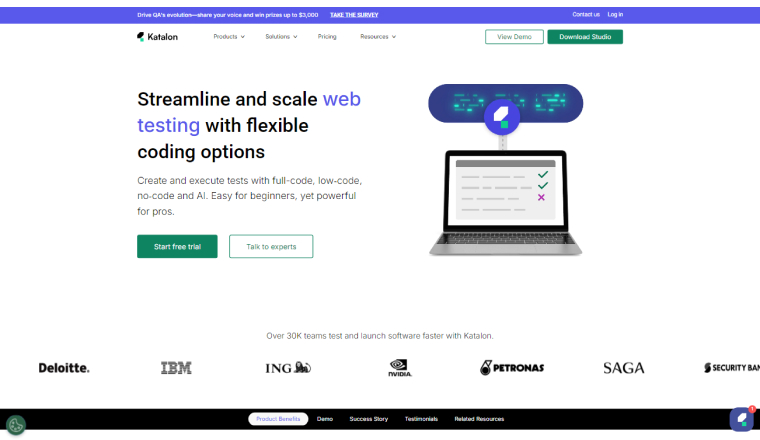 Drive QA's evolution—share your voice and win prizes up to $3,000 TAKE THE SURVEY Contact us Log in
Katalon Products Solutions Pricing Resources View Demo Download Studio
Streamline and scale web
testing with flexible
coding options
Create and execute tests with full-code, low-code,
no-code and AI. Easy for beginners, yet powerful
for pros.
Start free trial Talk to experts
Over 30K teams test and launch software faster with Katalon.
Deloitte. IBM ING NVIDIA. PETRONAS SAGA SECURITY BAN
Product Benefits Demo Success Story Testimonials Related Resources
1